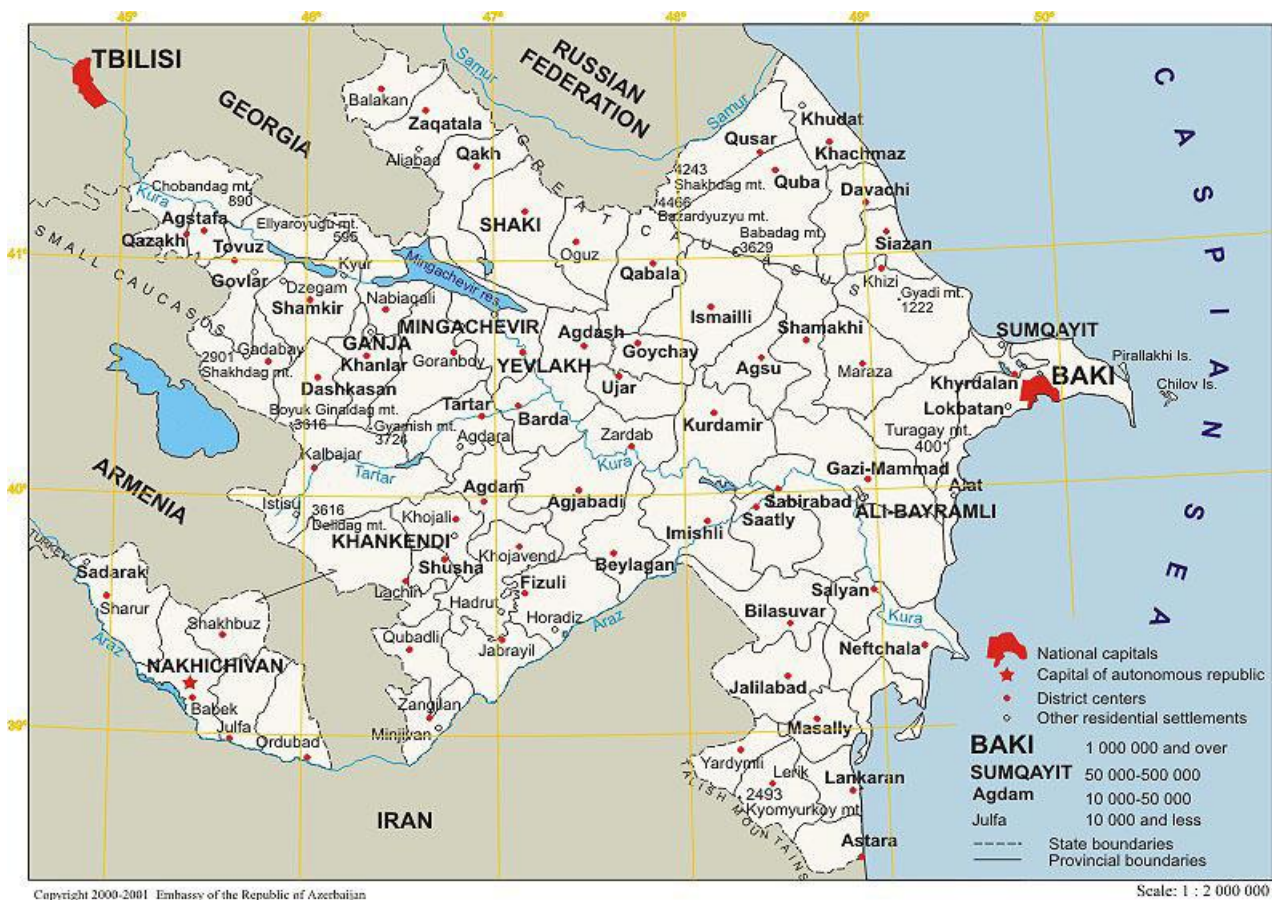 45° 46° 47° 48° 49° 50°
TBILISI
GEORGIA
RUSSIAN
FEDERATION
Samur
Samur
CASPIAN SEA
Balakan
Zaqatala
Aliabad
Qakh
GREAT CAUCASUS
Khudat
Qusar
Khachmaz
4243
Shakhdag mt.
Quba
4466
Bazardyuzyu mt.
Davachi
Babadag mt.
3629
Siazan
Khizi
Gyadi mt.
1222
Chobandag mt.
890
Kura
Agstafa
Ellyaroyugu mt.
595
Qazakh
Tovuz
SHAKI
Oguz
Qabala
SMALL CAUCASOS
41°
Govlar
Dzegam
Kyur
Mingachevir res.
Shamkir
Nabiagali
Ismailli
MINGACHEVIR
Agdash
Shamakhi
SUMQAYIT
GANJA
Goychay
2901
Gadabay
Shakhdag mt.
Khanlar
Goranboy
YEVLAKH
Agsu
Maraza
Pirallakhi Is.
Khyrdalan
BAKI
Chilov Is.
Dashkasan
Ujar
Lokbatan
Boyuk Ginaldag mt.
3316
Gyamish mt.
3724
Tartar
Barda
Kurdamir
Turagay mt.
400
Agdara
Zardab
Kalbajar
Tartar
Kura
Gazi-Mammad
ARMENIA
40°
Istisu
3616
Delidag mt.
Agdam
Agjabadi
Sabirabad
Alat
Khojali
Saatly
ALI-BAYRAMLI
KHANKENDI
Imishli
TURKEY
Khojavend
Shusha
Beylagan
Sadarak
Lachin
Fizuli
Sharur
Hadrut
Salyan
Shakhbuz
Horadiz
Araz
Bilasuvar
Kura
Araz
Qubadli
Jabrayil
Neftchala
NAKHICHIVAN
Babek
Zangilan
Jalilabad
39°
Julfa
Minjivan
Masally
Ordubad
Yardymli
Lerik
Lankaran
2493
Kyomyurkoy mt.
TALISH MOUNTAINS
IRAN
Astara
National capitals
Capital of autonomous republic
District centers
Other residential settlements
BAKI 1 000 000 and over
SUMQAYIT 50 000-500 000
Agdam 10 000-50 000
Julfa 10 000 and less
State boundaries
Provincial boundaries
Copyright 2000-2001 Embassy of the Republic of Azerbaijan
Scale: 1 : 2 000 000